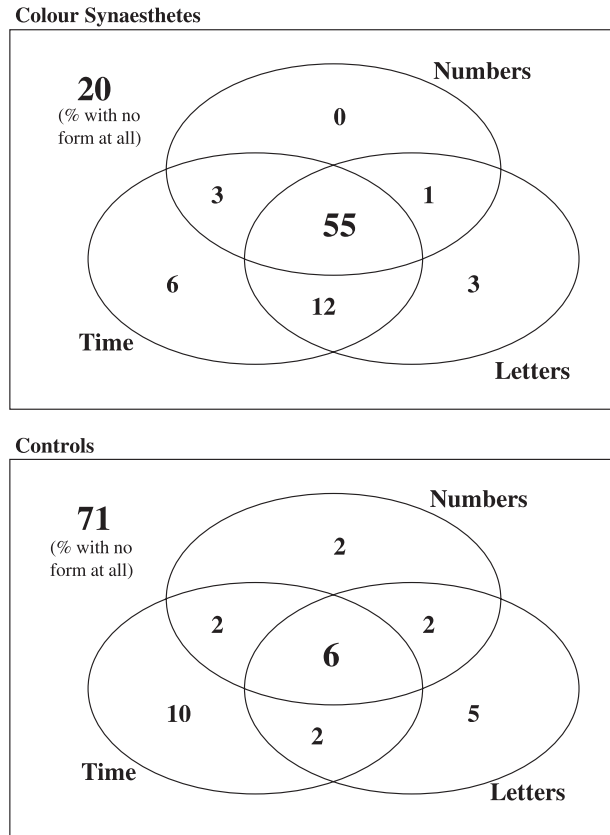 Colour Synaesthetes
Numbers
20
(% with no
form at all)
0
3
1
55
6
3
12
Time
Letters
Controls
Numbers
71
(% with no
form at all)
2
2
2
6
10
5
2
Time
Letters